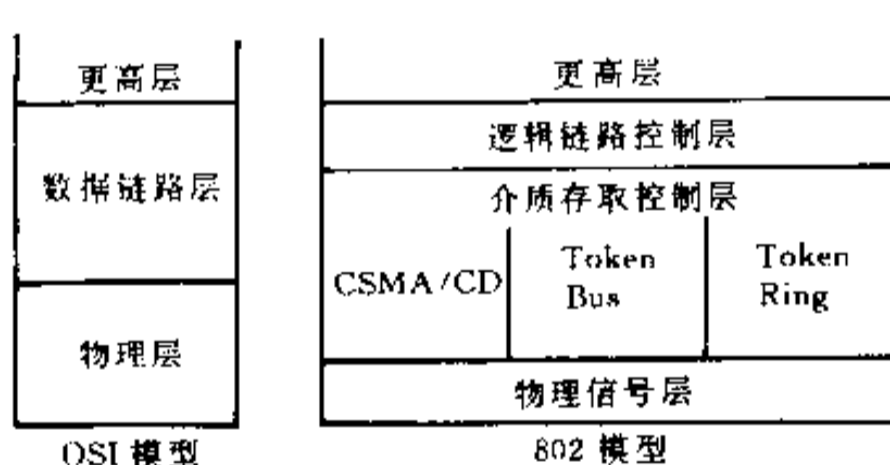 更高层
数据链路层
物理层
OSI 模型
更高层
逻辑链路控制层
介质存取控制层
CSMA/CD
Token
Bus
Token
Ring
物理信号层
802 模型